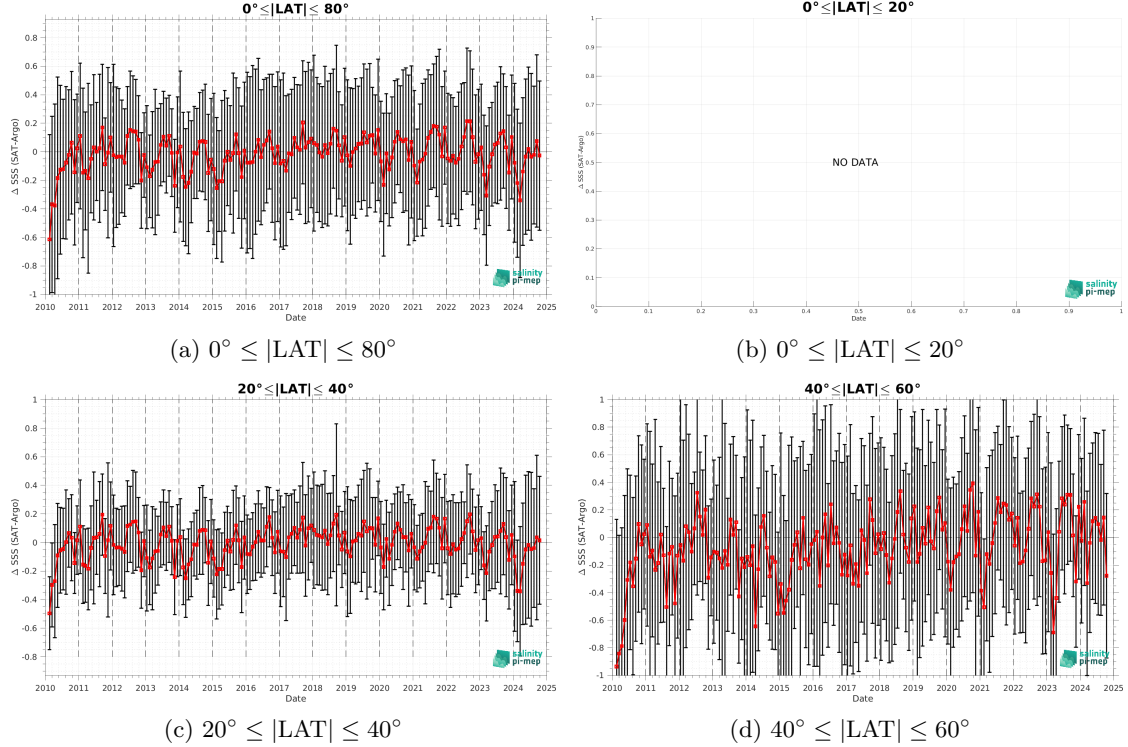 0°≤|LAT|≤ 80°
Δ SSS (SAT-Argo)
0.8
0.6
0.4
0.2
0
-0.2
-0.4
-0.6
-0.8
-1
2010 2011 2012 2013 2014 2015 2016 2017 2018 2019 2020 2021 2022 2023 2024 2025
Date
salinity
pi-mep
(a) 0° ≤ |LAT| ≤ 80°
0°≤|LAT|≤ 20°
Δ SSS (SAT-Argo)
1
0.9
0.8
0.7
0.6
0.5
0.4
0.3
0.2
0.1
0
NO DATA
0 0.1 0.2 0.3 0.4 0.5 0.6 0.7 0.8 0.9 1
Date
salinity
pi-mep
(b) 0° ≤ |LAT| ≤ 20°
20°≤|LAT|≤ 40°
Δ SSS (SAT-Argo)
1
0.8
0.6
0.4
0.2
0
-0.2
-0.4
-0.6
-0.8
2010 2011 2012 2013 2014 2015 2016 2017 2018 2019 2020 2021 2022 2023 2024 2025
Date
salinity
pi-mep
(c) 20° ≤ |LAT| ≤ 40°
40°≤|LAT|≤ 60°
Δ SSS (SAT-Argo)
1
0.8
0.6
0.4
0.2
0
-0.2
-0.4
-0.6
-0.8
-1
2010 2011 2012 2013 2014 2015 2016 2017 2018 2019 2020 2021 2022 2023 2024 2025
Date
salinity
pi-mep
(d) 40° ≤ |LAT| ≤ 60°